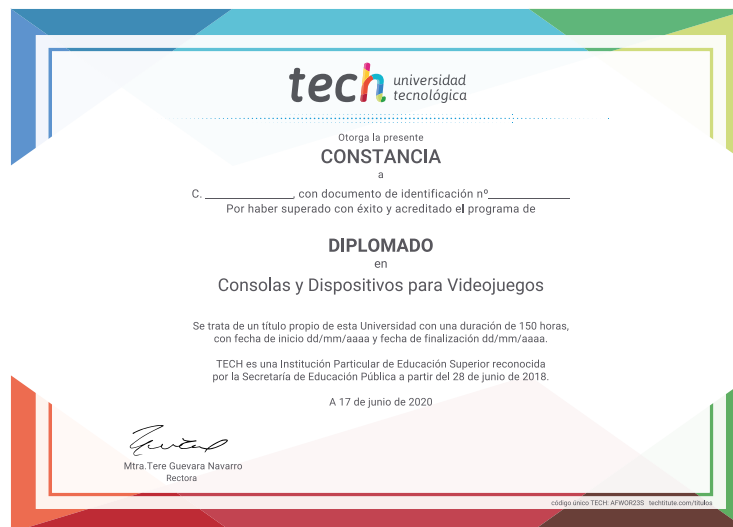 tech universidad
tecnológica
Otorga la presente
CONSTANCIA
a
C. ______________, con documento de identificación nº_____________
Por haber superado con éxito y acreditado el programa de
DIPLOMADO
en
Consolas y Dispositivos para Videojuegos
Se trata de un título propio de esta Universidad con una duración de 150 horas,
con fecha de inicio dd/mm/aaaa y fecha de finalización dd/mm/aaaa.
TECH es una Institución Particular de Educación Superior reconocida
por la Secretaría de Educación Pública a partir del 28 de junio de 2018.
A 17 de junio de 2020
Mtra.Tere Guevara Navarro
Rectora
código único TECH: AFWOR23S techtitute.com/titulos